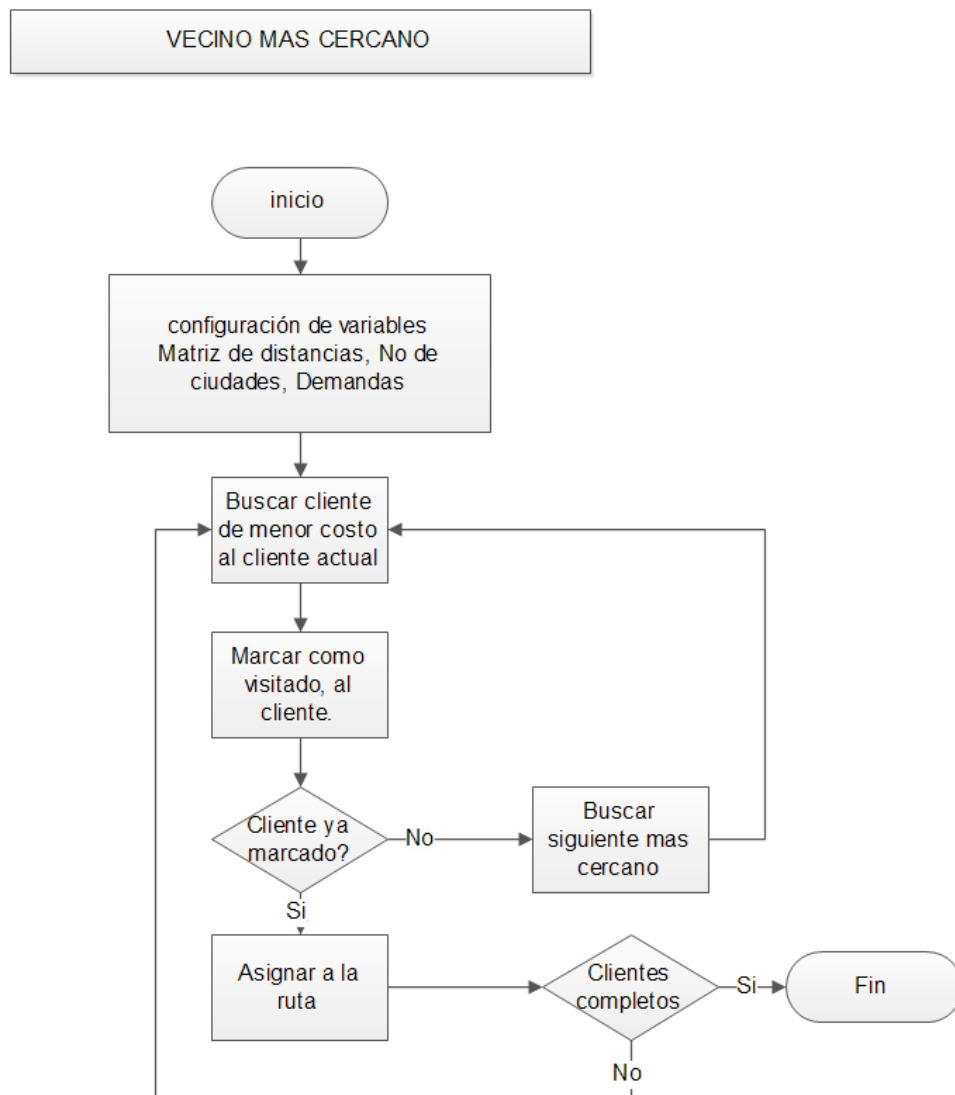 VECINO MAS CERCANO
inicio
configuración de variables
Matriz de distancias, No de
ciudades, Demandas
Buscar cliente
de menor costo
al cliente actual
Marcar como
visitado, al
cliente.
Cliente ya
marcado?
No
Buscar
siguiente mas
cercano
Si
Asignar a la
ruta
Clientes
completos
Si
Fin
No